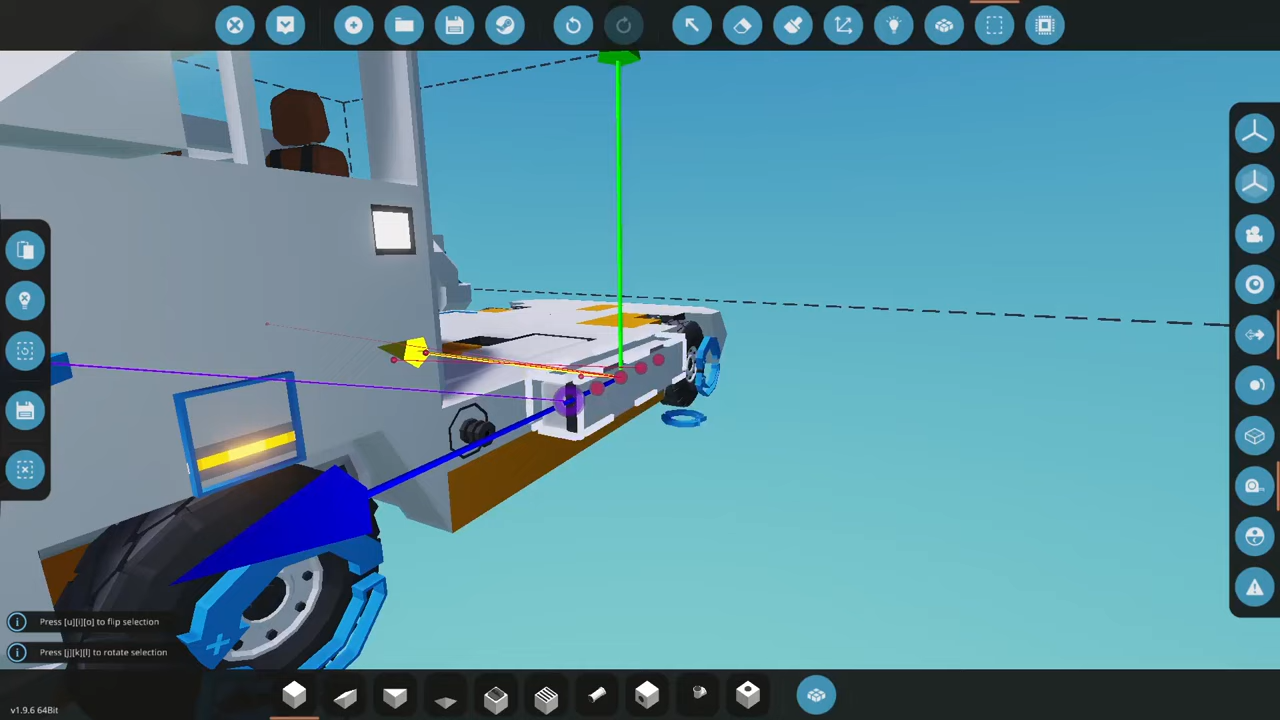 Press [u][i][o] to flip selection
Press [j][k][l] to rotate selection
v1.9.6 64Bit